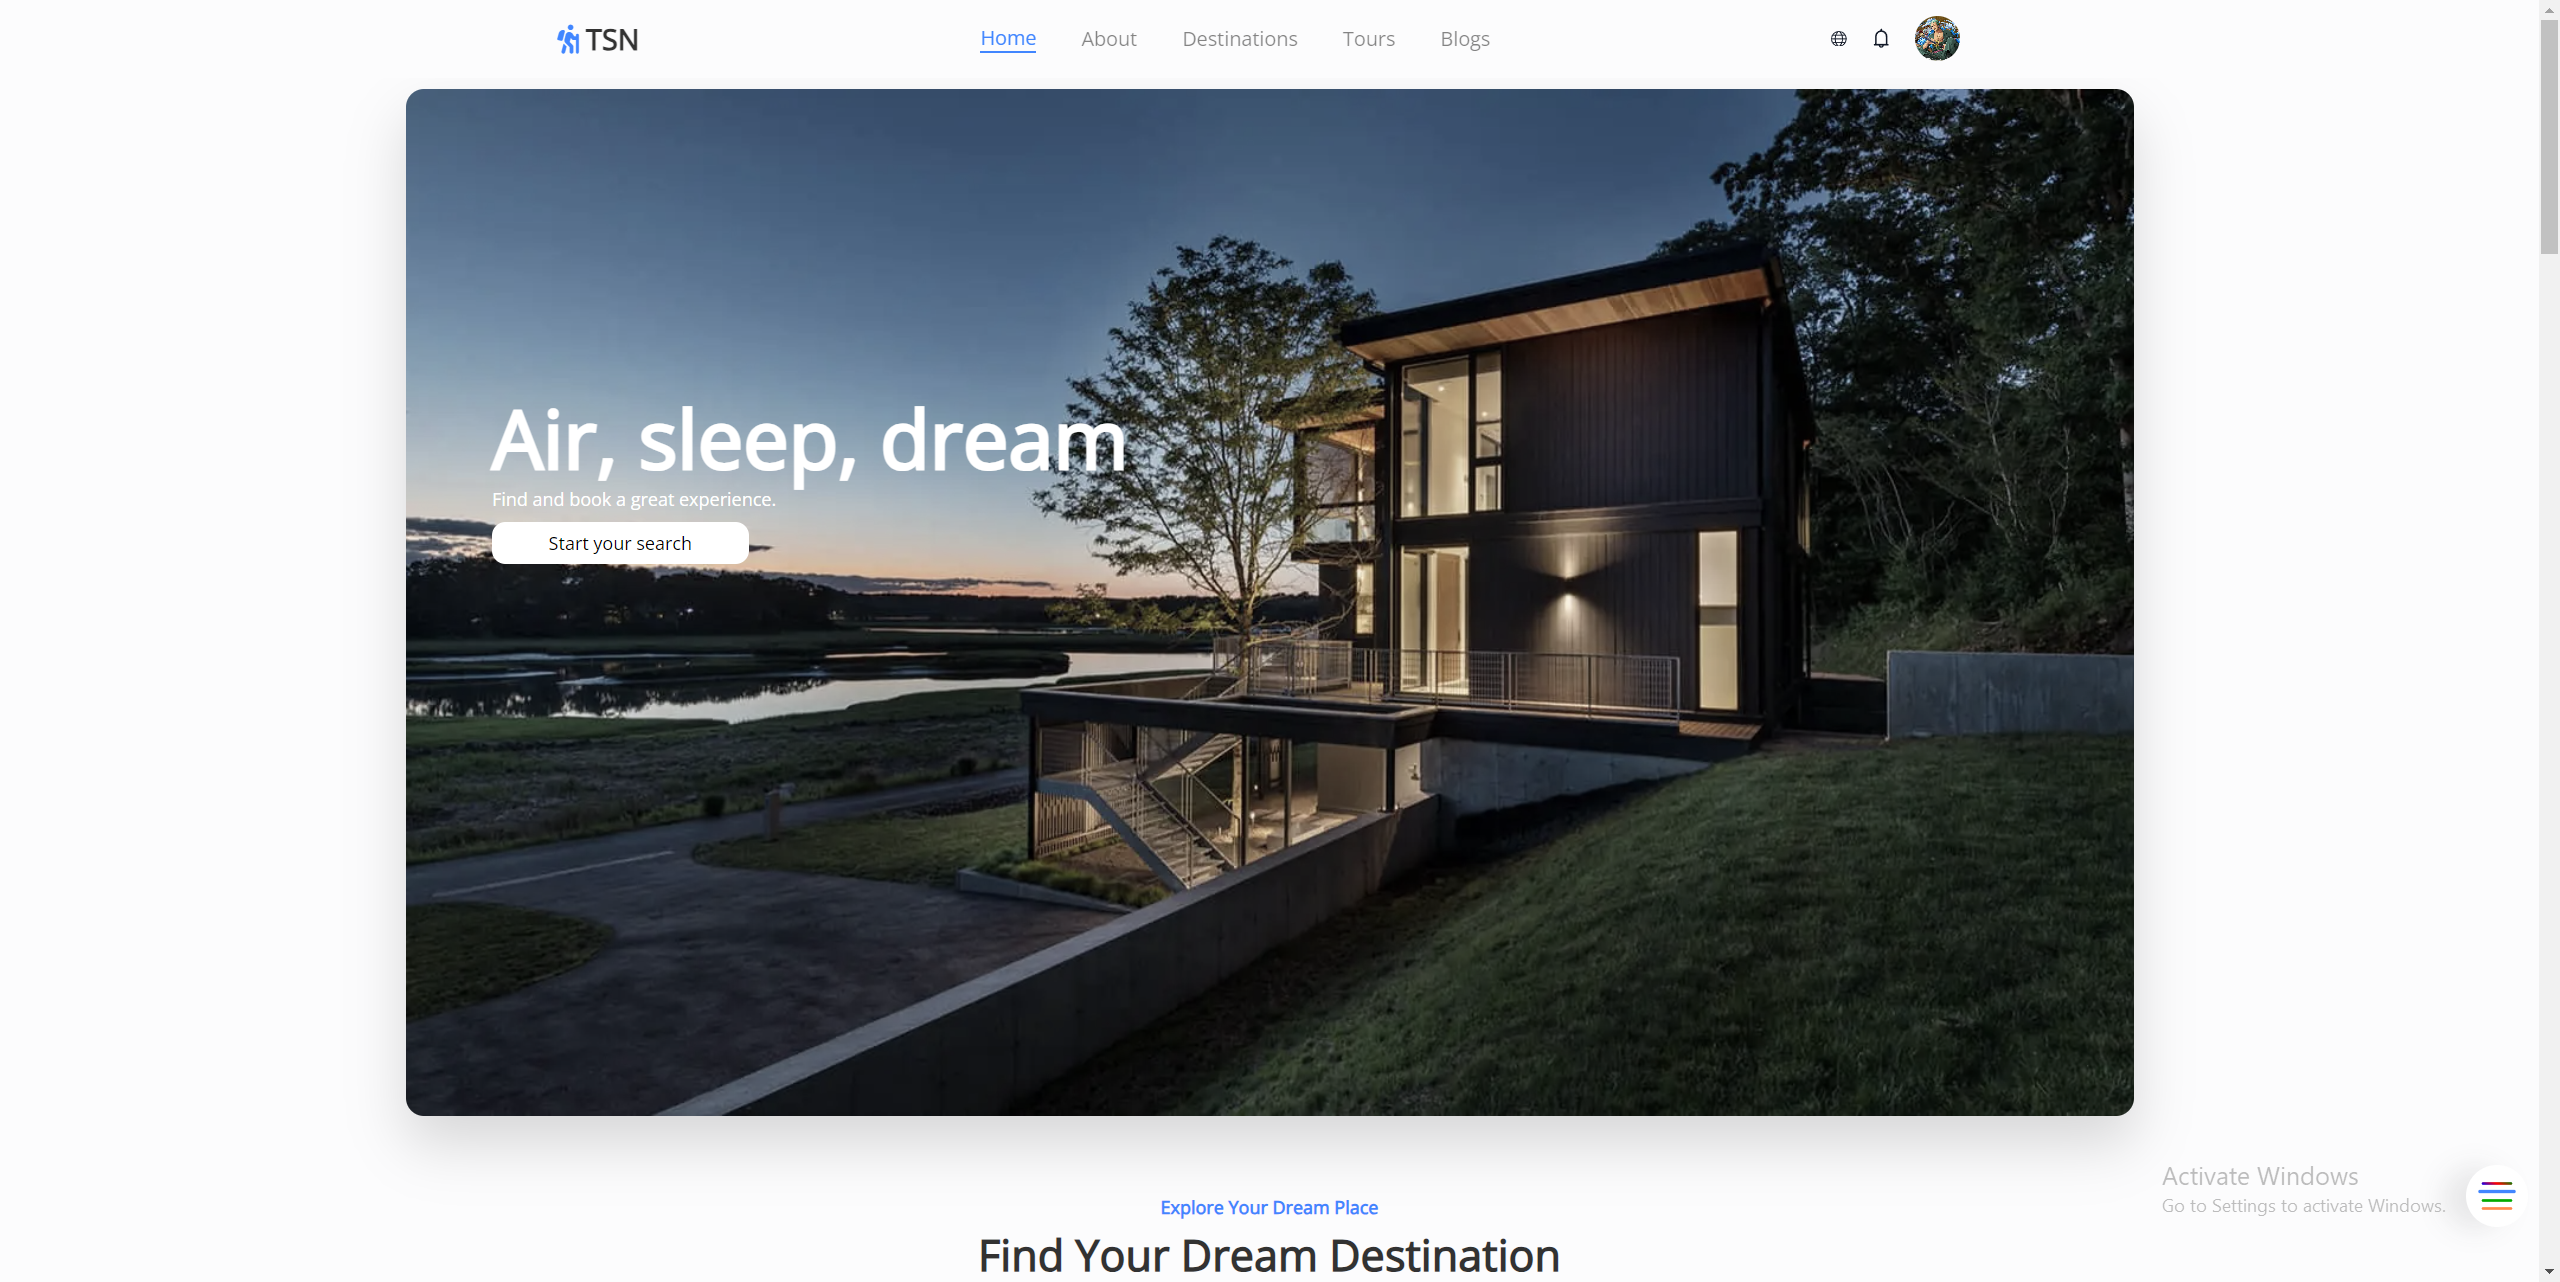 TSN
Home About Destinations Tours Blogs
Air, sleep, dream
Find and book a great experience.
Start your search
Explore Your Dream Place
Find Your Dream Destination
Activate Windows
Go to Settings to activate Windows.